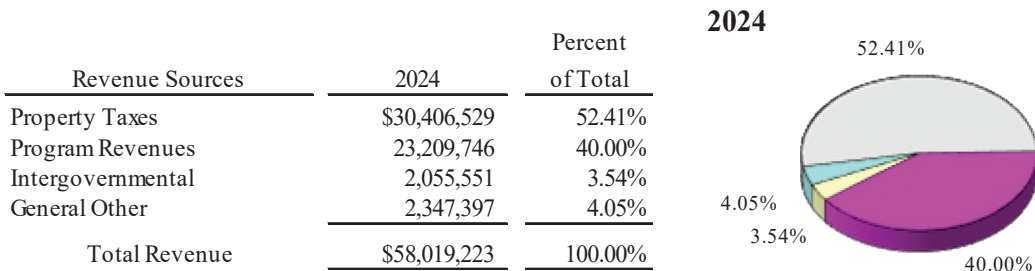 2024
Percent
Revenue Sources 2024 of Total
Property Taxes $30,406,529 52.41%
Program Revenues 23,209,746 40.00%
Intergovernmental 2,055,551 3.54%
General Other 2,347,397 4.05%
Total Revenue $58,019,223 100.00%
52.41%
4.05%
3.54%
40.00%